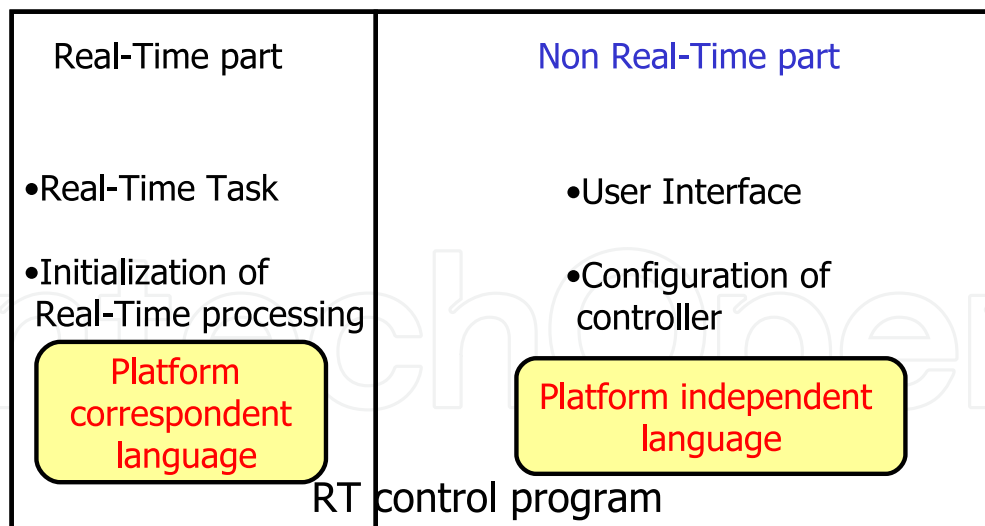 Real-Time part
•Real-Time Task
•Initialization of
Real-Time processing
Platform
correspondent
language
Non Real-Time part
•User Interface
•Configuration of
controller
Platform independent
language
RT control program